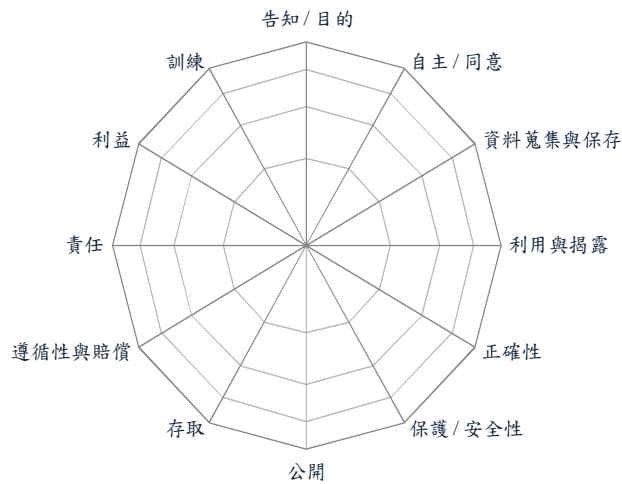 告知/目的
訓練
自主/同意
利益
資料蒐集與保存
責任
利用與揭露
遵循性與賠償
正確性
存取
保護/安全性
公開